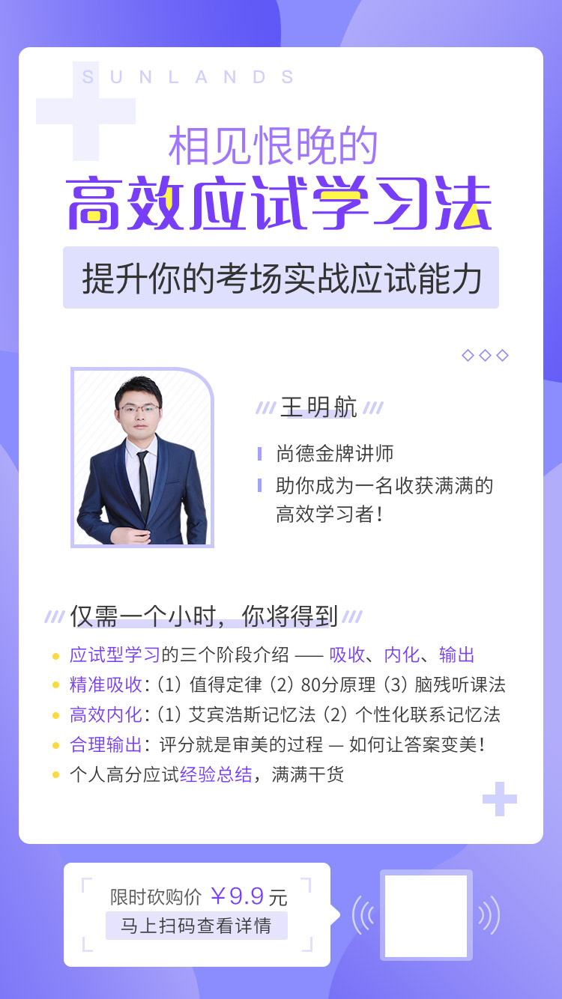 SUNLANDS
相见恨晚的
高效应试学习法
提升你的考场实战应试能力
王明航
尚德金牌讲师
助你成为一名收获满满的
高效学习者！
仅需一个小时，你将得到
应试型学习的三个阶段介绍 —— 吸收、内化、输出
精准吸收：（1）值得定律（2）80分原理（3）脑残听课法
高效内化：（1）艾宾浩斯记忆法（2）个性化联系记忆法
合理输出：评分就是审美的过程 — 如何让答案变美！
个人高分应试经验总结，满满干货
限时砍购价 ￥9.9 元
马上扫码查看详情